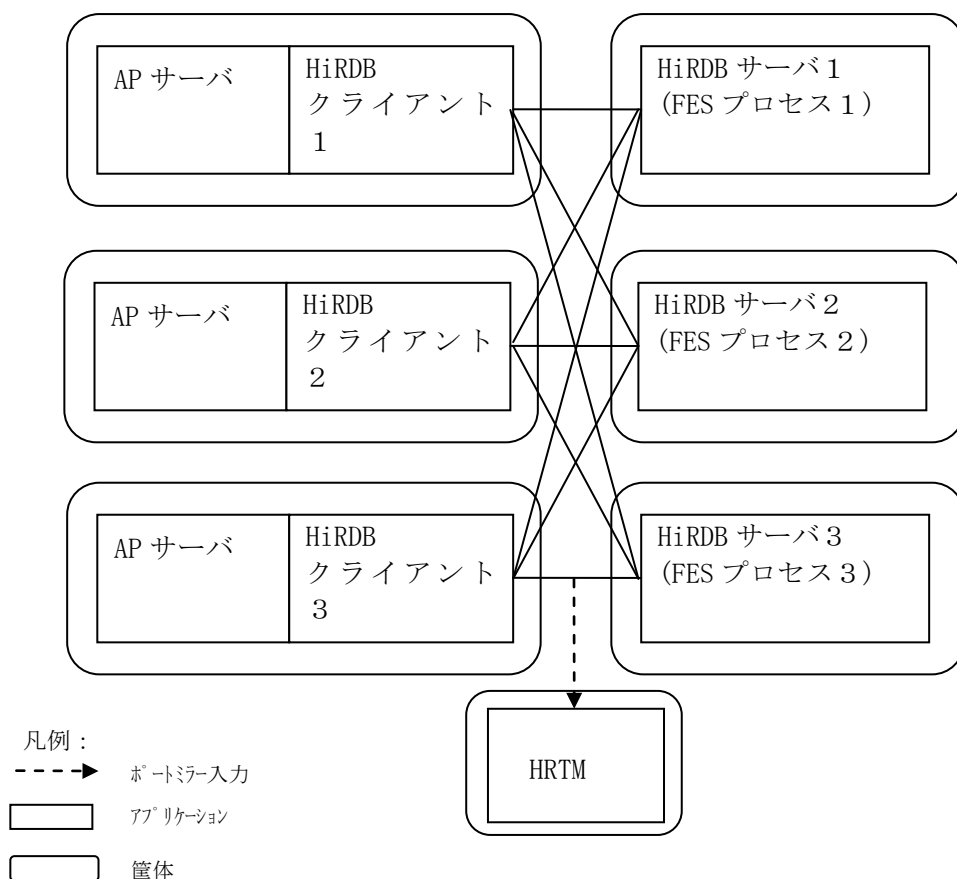 AP サーバ
HiRDB
クライアント
1
HiRDB サーバ１
(FES プロセス１)
AP サーバ
HiRDB
クライアント
２
HiRDB サーバ２
(FES プロセス２)
AP サーバ
HiRDB
クライアント
３
HiRDB サーバ３
(FES プロセス３)
HRTM
凡例：
ﾎﾟｰﾄﾐﾗｰ入力
ｱﾌﾟﾘｹｰｼｮﾝ
筐体